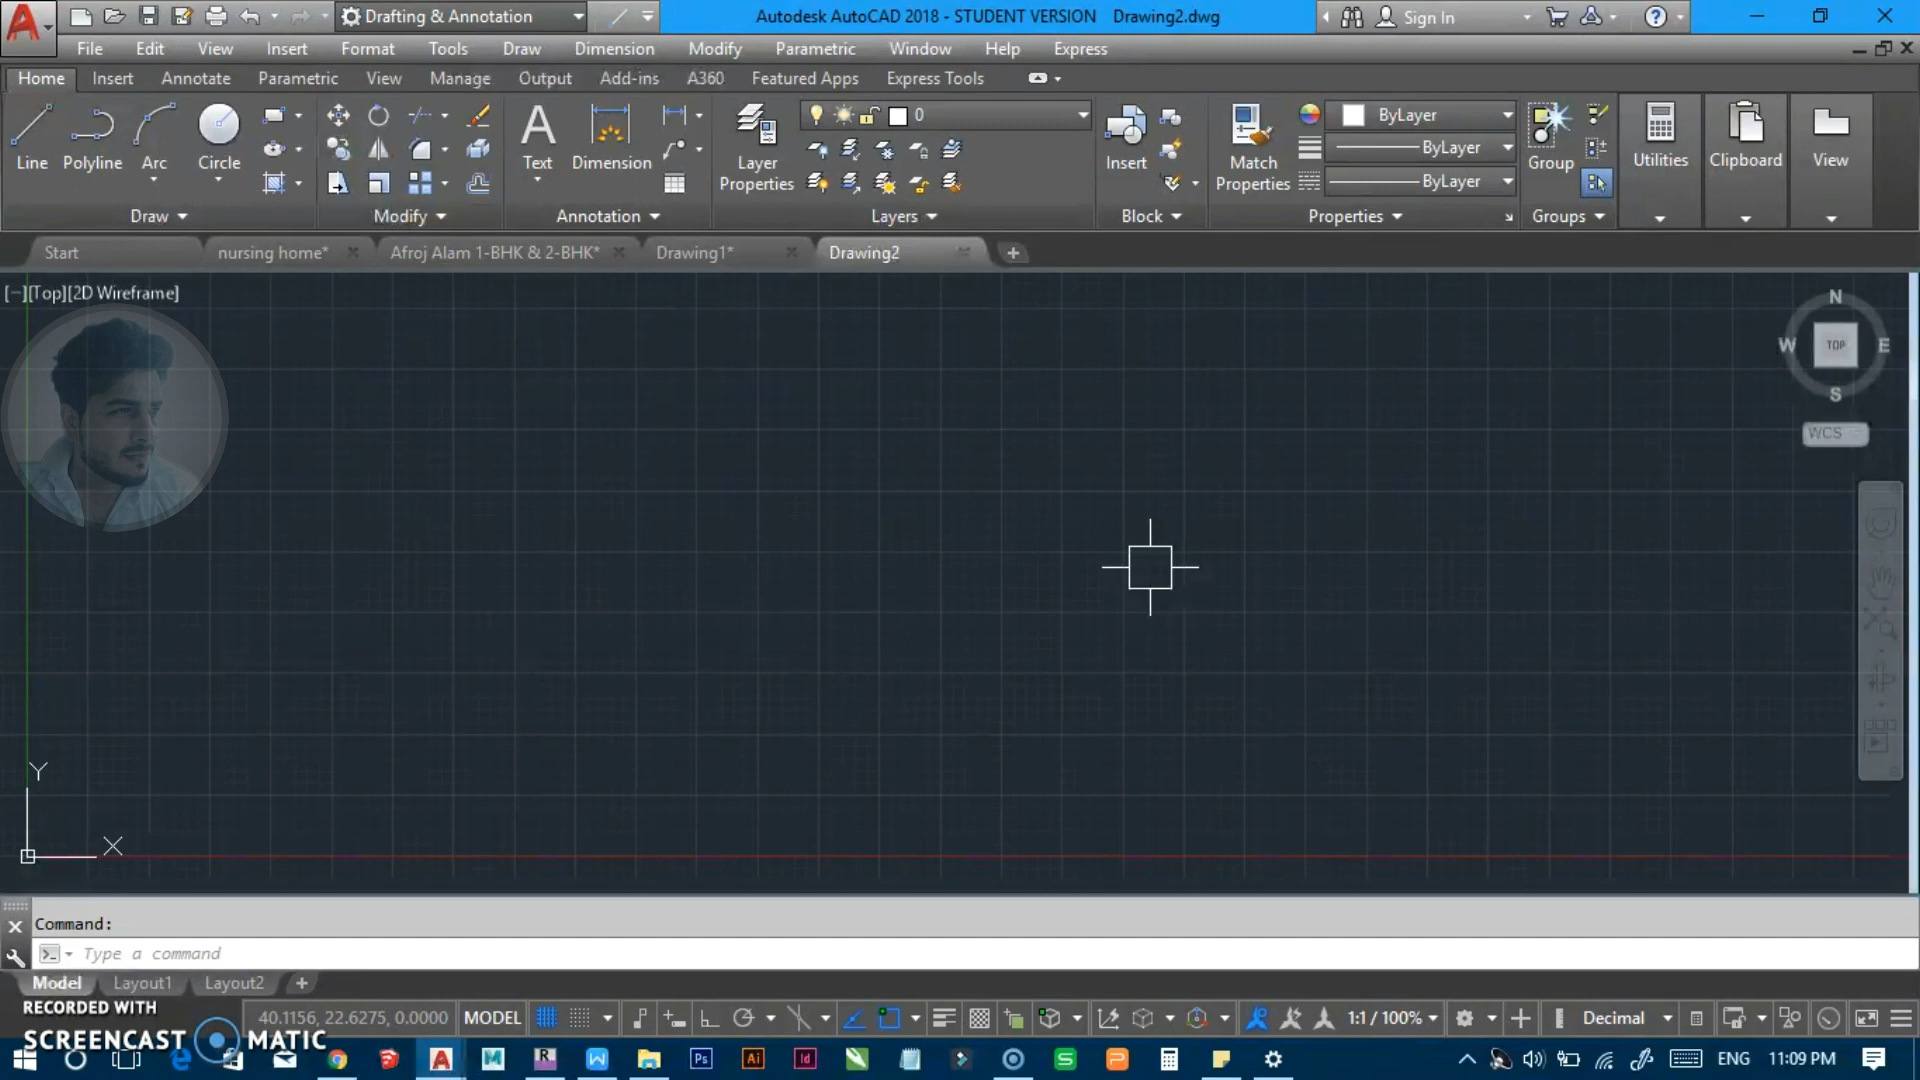 Drafting & Annotation
Autodesk AutoCAD 2018 - STUDENT VERSION Drawing2.dwg
Sign In
File Edit View Insert Format Tools Draw Dimension Modify Parametric Window Help Express
Home Insert Annotate Parametric View Manage Output Add-ins A360 Featured Apps Express Tools
0
ByLayer
Line Polyline Arc Circle
Text Dimension
Layer Properties
Insert
Match Properties
ByLayer
ByLayer
Group
Utilities Clipboard View
Draw Modify Annotation Layers Block Properties Groups
Start nursing home* Afroj Alam 1-BHK & 2-BHK* Drawing1* Drawing2
[−][Top][2D Wireframe]
N
W TOP E
S
WCS
Y
X
Command:
Type a command
Model Layout1 Layout2
RECORDED WITH
SCREENCAST MATIC
40.1156, 22.6275, 0.0000 MODEL 1:1 / 100% Decimal
Ps Ai Id
ENG 11:09 PM